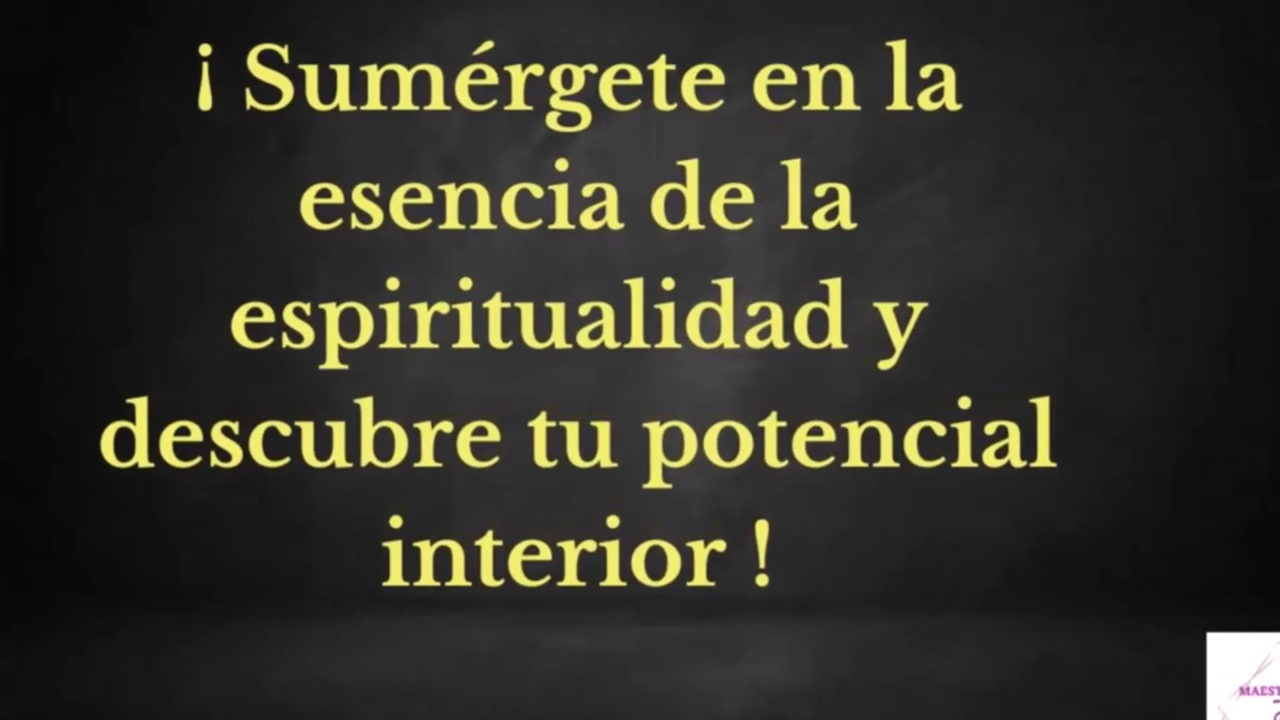 ¡ Sumérgete en la
esencia de la
espiritualidad y
descubre tu potencial
interior !